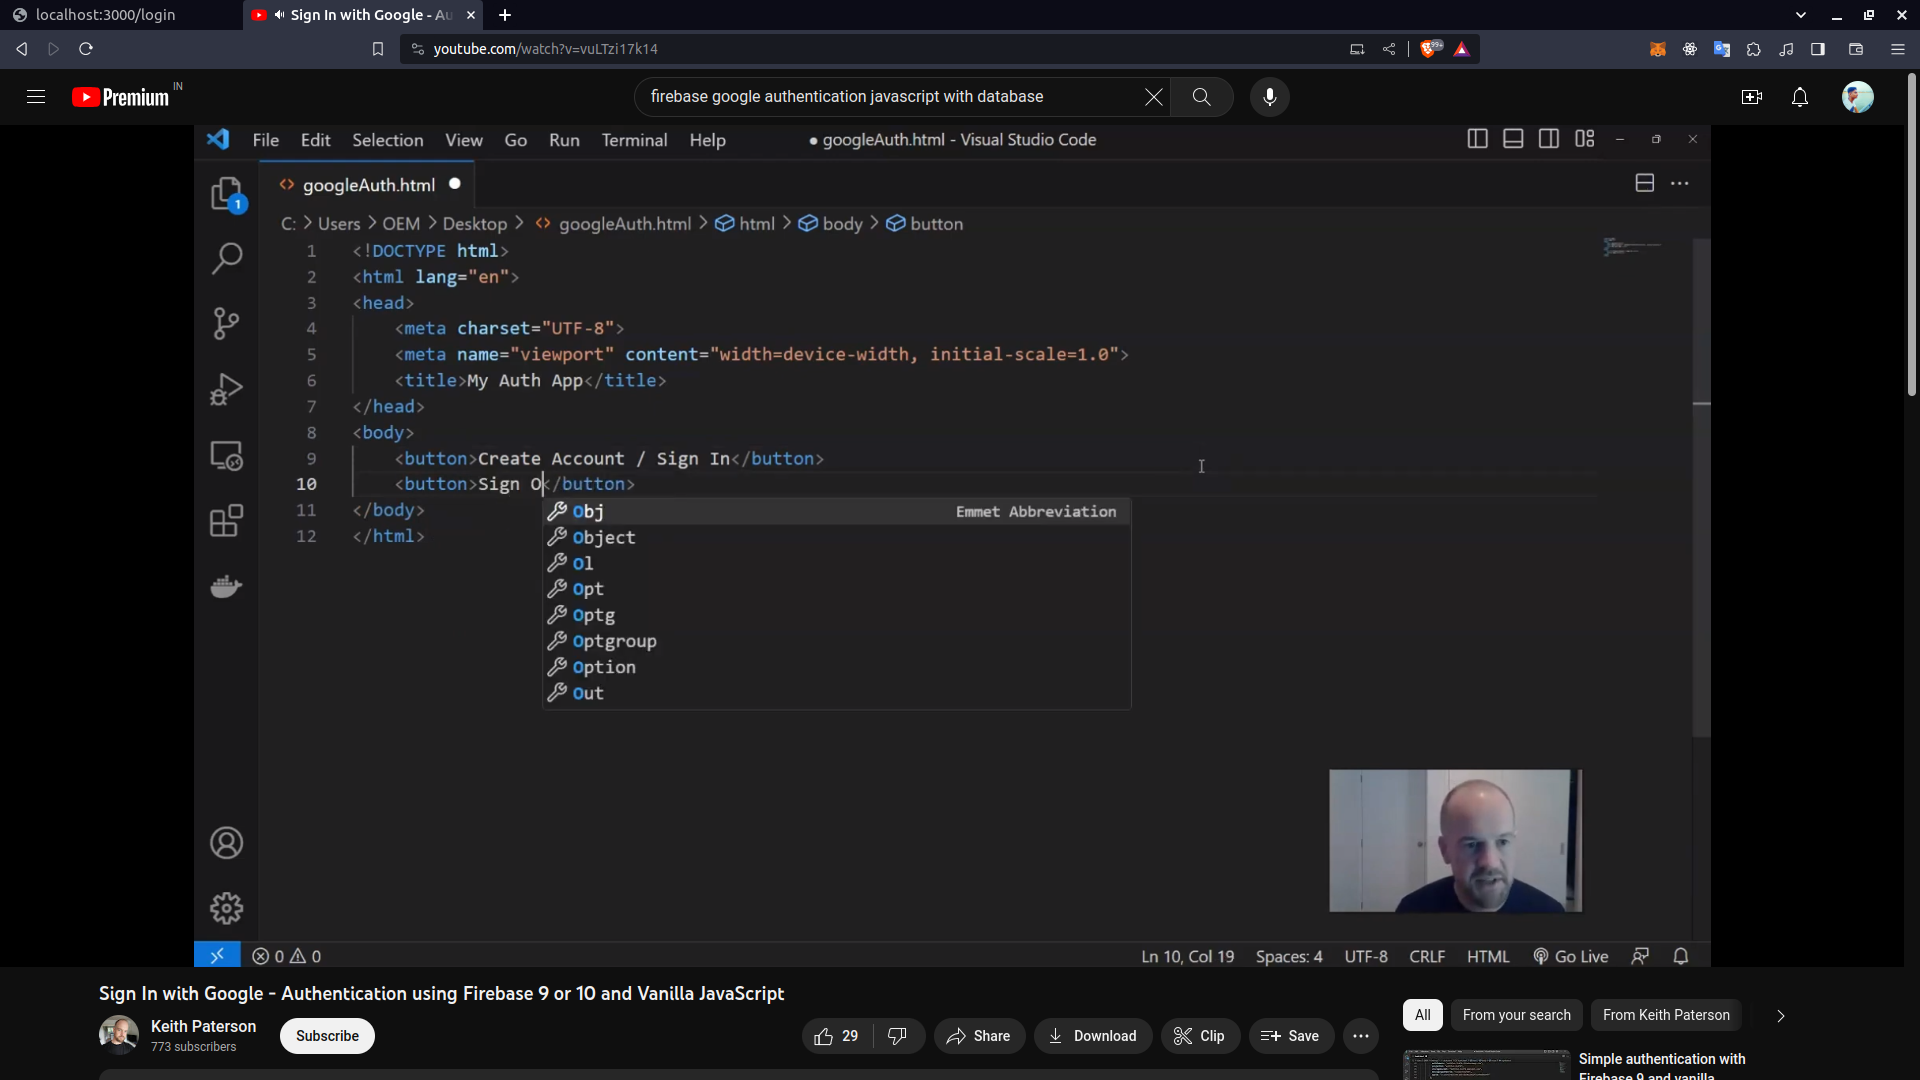 localhost:3000/login
Sign In with Google - Au
youtube.com/watch?v=vuLTzi17k14
99+
Premium IN
firebase google authentication javascript with database
File Edit Selection View Go Run Terminal Help
● googleAuth.html - Visual Studio Code
googleAuth.html
1
C: > Users > OEM > Desktop > googleAuth.html > html > body > button
1 <!DOCTYPE html>
2 <html lang="en">
3 <head>
4 <meta charset="UTF-8">
5 <meta name="viewport" content="width=device-width, initial-scale=1.0">
6 <title>My Auth App</title>
7 </head>
8 <body>
9 <button>Create Account / Sign In</button>
10 <button>Sign O</button>
11 </body>
12 </html>
Obj Emmet Abbreviation
Object
Ol
Opt
Optg
Optgroup
Option
Out
0 0
Ln 10, Col 19 Spaces: 4 UTF-8 CRLF HTML Go Live
Sign In with Google - Authentication using Firebase 9 or 10 and Vanilla JavaScript
Keith Paterson
773 subscribers
Subscribe
29
Share
Download
Clip
Save
All
From your search
From Keith Paterson
Simple authentication with
Firebase 9 and vanilla